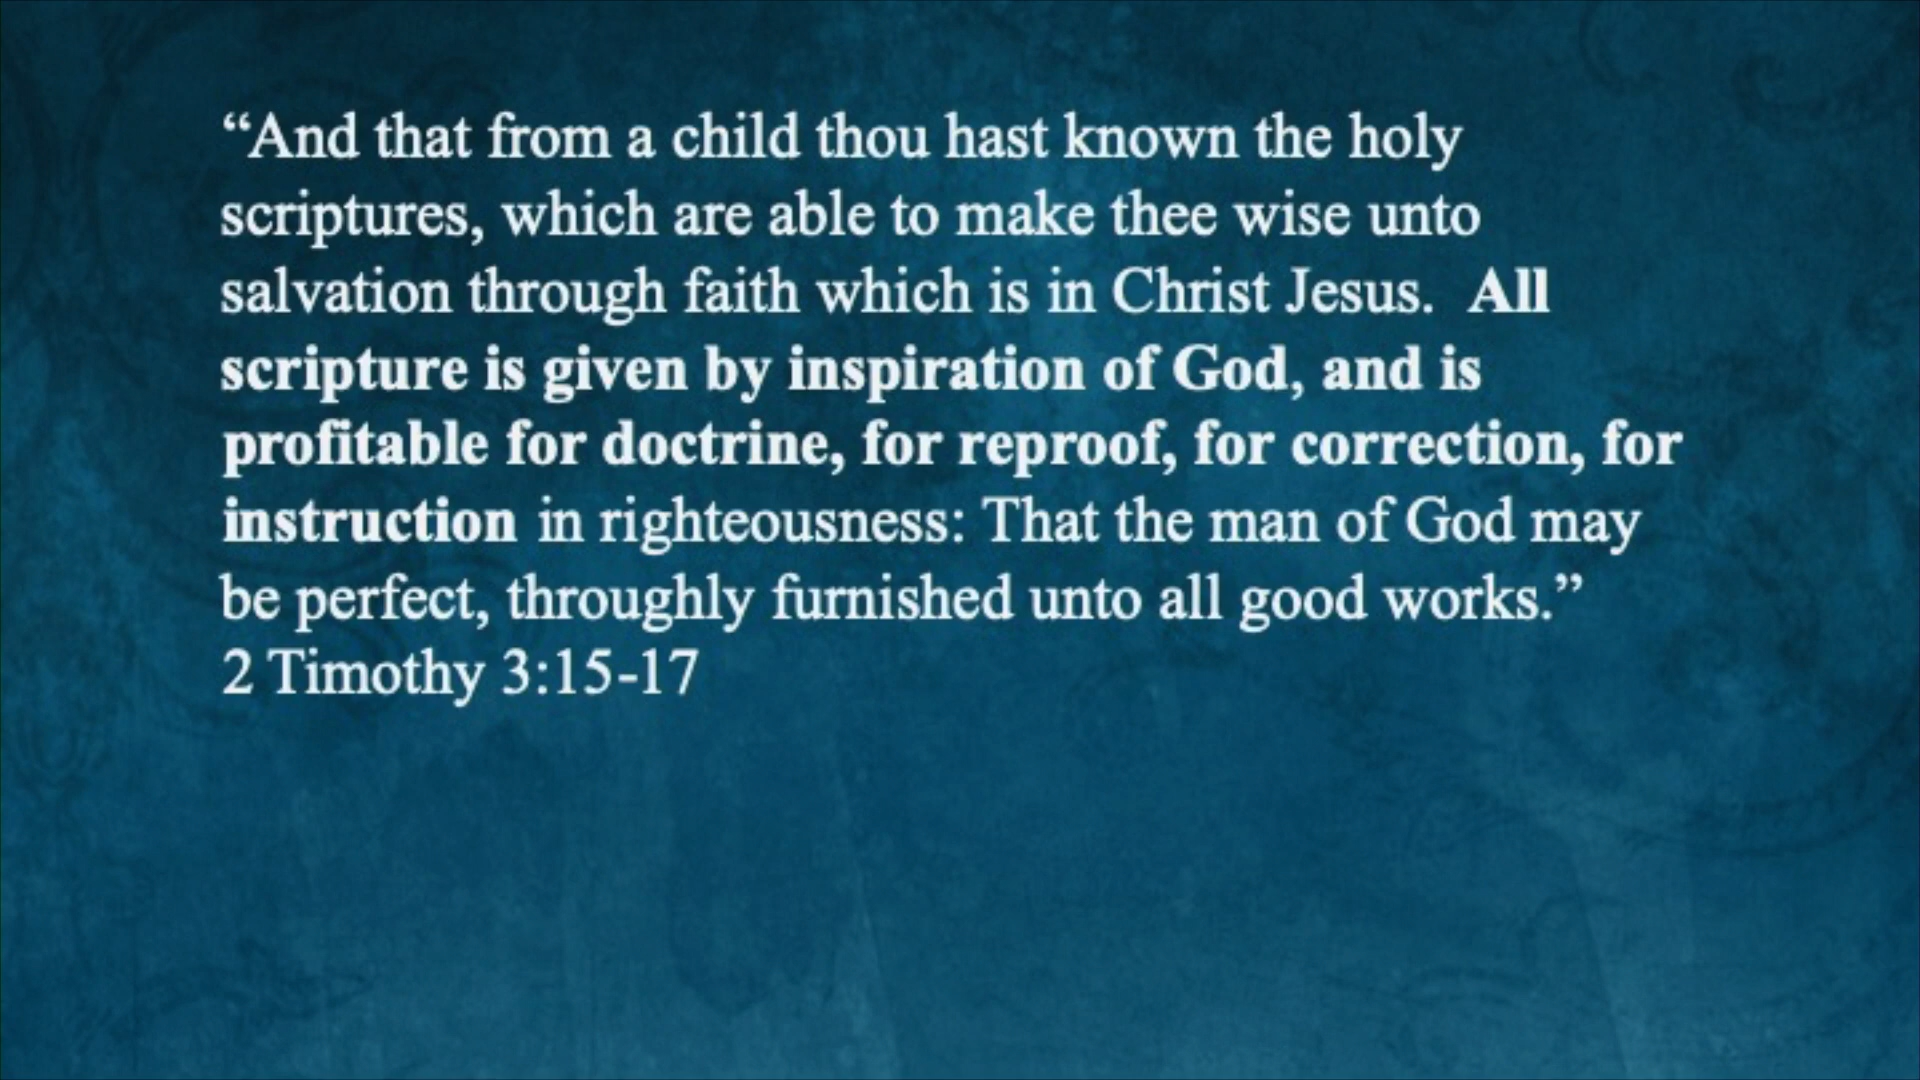 “And that from a child thou hast known the holy
scriptures, which are able to make thee wise unto
salvation through faith which is in Christ Jesus.  All
scripture is given by inspiration of God, and is
profitable for doctrine, for reproof, for correction, for
instruction in righteousness: That the man of God may
be perfect, throughly furnished unto all good works.”
2 Timothy 3:15-17